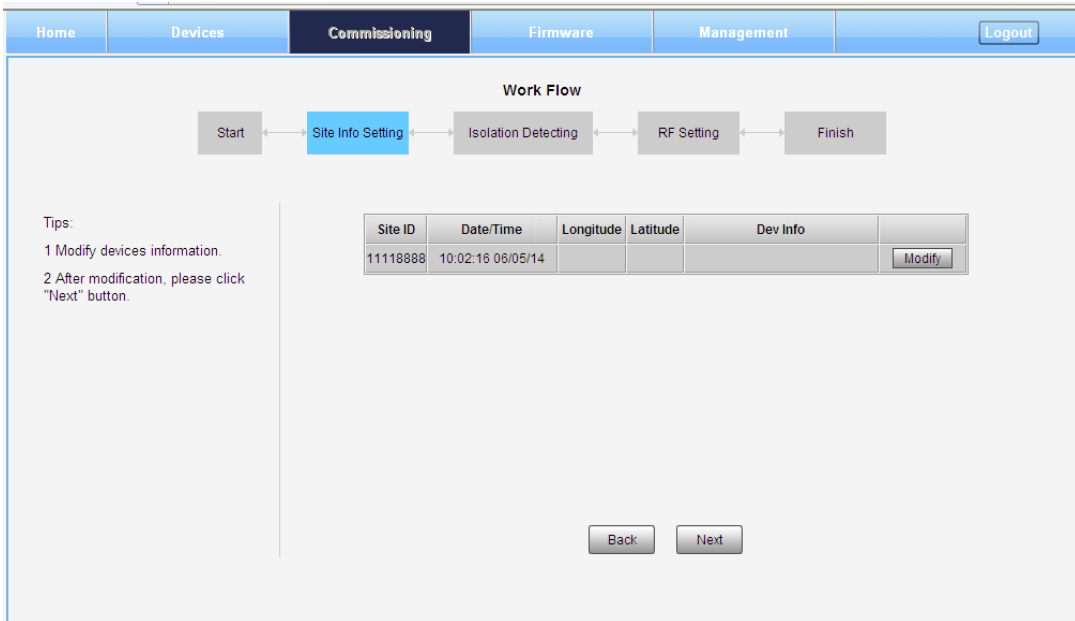 Home Devices Commissioning Firmware Management Logout
Work Flow
Start Site Info Setting Isolation Detecting RF Setting Finish
Tips:
1 Modify devices information.
2 After modification, please click
"Next" button.
Site ID Date/Time Longitude Latitude Dev Info
11118888 10:02:16 06/05/14 Modify
Back Next